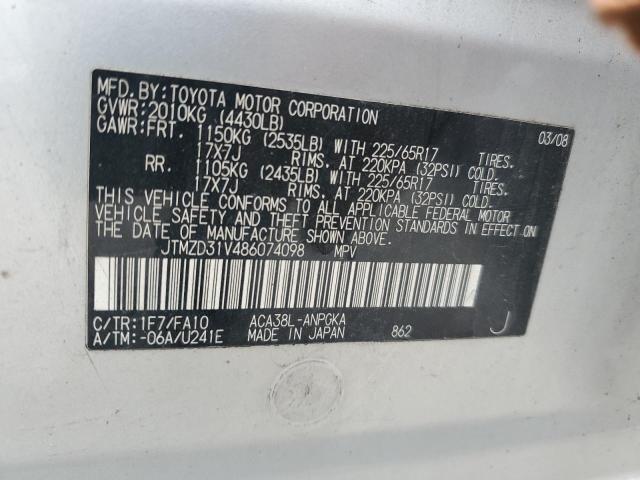 MFD. BY: TOYOTA MOTOR CORPORATION 03/08
GVWR: 2010KG (4430LB)
GAWR: FRT. 1150KG (2535LB) WITH 225/65R17 TIRES.
17X7J RIMS. AT 220KPA (32PSI) COLD.
RR. 1105KG (2435LB) WITH 225/65R17 TIRES.
17X7J RIMS. AT 220KPA (32PSI) COLD.
THIS VEHICLE CONFORMS TO ALL APPLICABLE FEDERAL MOTOR
VEHICLE SAFETY AND THEFT PREVENTION STANDARDS IN EFFECT ON
THE DATE OF MANUFACTURE SHOWN ABOVE.
JTMZD31V486074098 MPV
C/TR: 1F7/FA10 ACA38L-ANPGKA
A/TM: -06A/U241E MADE IN JAPAN 862 J